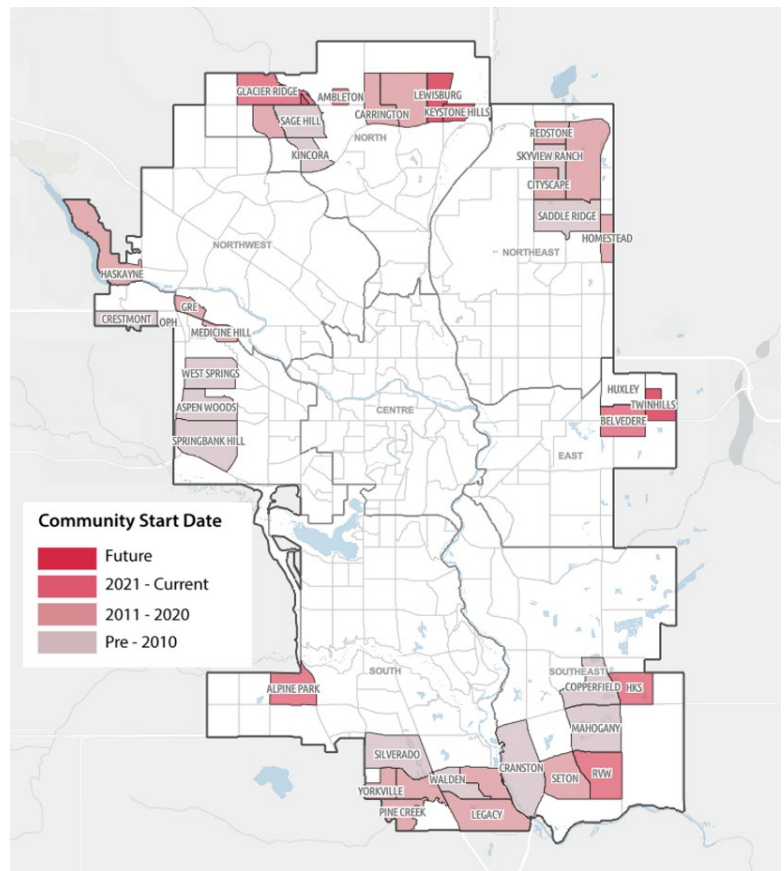 GLACIER RIDGE
AMBLETON
LEWISBURG
CARRINGTON
KEYSTONE HILLS
SAGE HILL
NORTH
KINCORA
REDSTONE
SKYVIEW RANCH
CITYSCAPE
SADDLE RIDGE
HOMESTEAD
NORTHEAST
NORTHWEST
HASKAYNE
GRE
CRESTMONT
OPH
MEDICINE HILL
WEST SPRINGS
ASPEN WOODS
SPRINGBANK HILL
CENTRE
HUXLEY
TWINHILLS
BELVEDERE
EAST
Community Start Date
Future
2021 - Current
2011 - 2020
Pre - 2010
SOUTH
SOUTHEAST
ALPINE PARK
COPPERFIELD
HKS
MAHOGANY
SILVERADO
CRANSTON
WALDEN
SETON
RVW
YORKVILLE
PINE CREEK
LEGACY